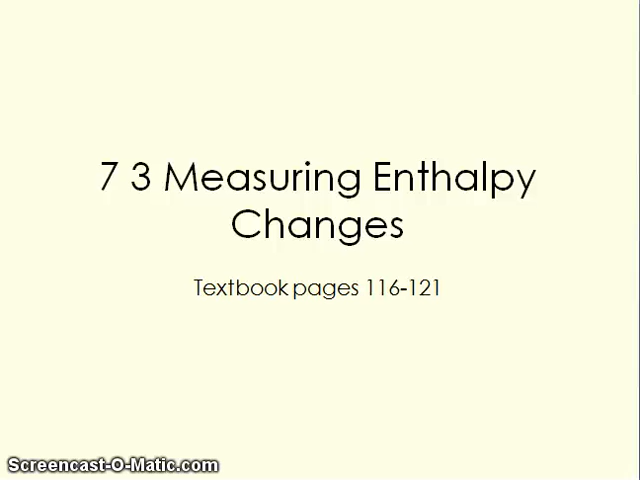 7 3 Measuring Enthalpy
Changes
Textbook pages 116-121
Screencast-O-Matic.com